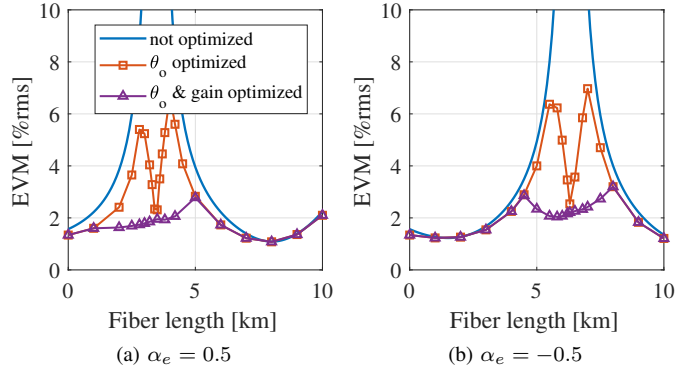 EVM [%rms]
10
8
6
4
2
0
not optimized
θo optimized
θo & gain optimized
0
5
10
Fiber length [km]
(a) αe = 0.5
EVM [%rms]
10
8
6
4
2
0
0
5
10
Fiber length [km]
(b) αe = −0.5